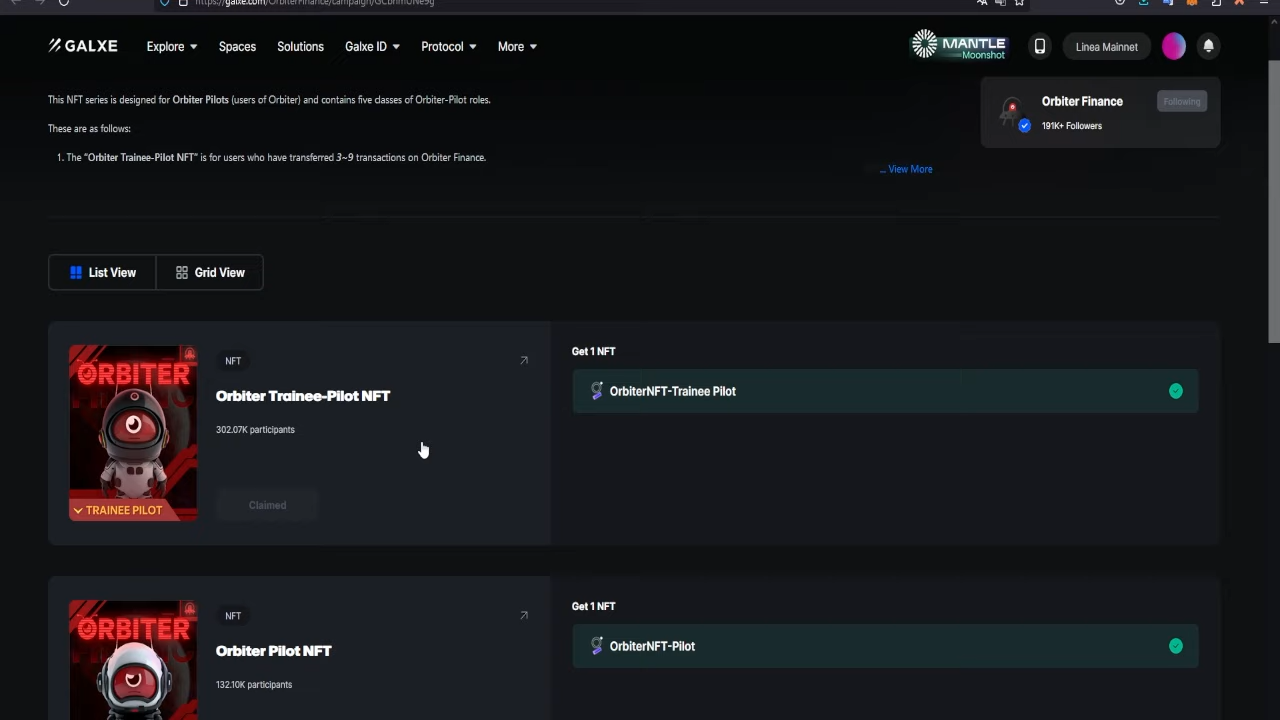 GALXE
Explore
Spaces
Solutions
Galxe ID
Protocol
More
MANTLE
Moonshot
Linea Mainnet
This NFT series is designed for Orbiter Pilots (users of Orbiter) and contains five classes of Orbiter-Pilot roles.
These are as follows:
1. The “Orbiter Trainee-Pilot NFT” is for users who have transferred 3~9 transactions on Orbiter Finance.
... View More
Orbiter Finance
191K+ Followers
Following
List View
Grid View
ORBITER
TRAINEE PILOT
NFT
Orbiter Trainee-Pilot NFT
302.07K participants
Claimed
Get 1 NFT
OrbiterNFT-Trainee Pilot
ORBITER
NFT
Orbiter Pilot NFT
132.10K participants
Get 1 NFT
OrbiterNFT-Pilot